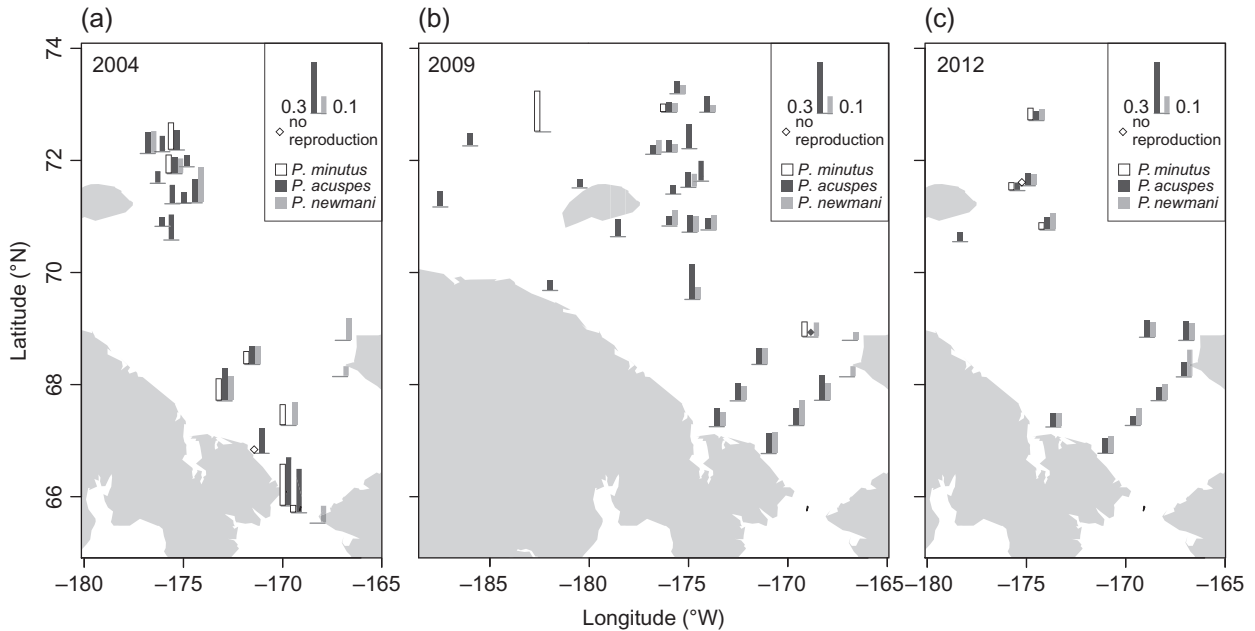 (a)
(b)
(c)
74
72
70
68
66
Latitude (°N)
2004
0.3 0.1
no
reproduction
P. minutus
P. acuspes
P. newmani
2009
0.3 0.1
no
reproduction
P. minutus
P. acuspes
P. newmani
2012
0.3 0.1
no
reproduction
P. minutus
P. acuspes
P. newmani
–180 –175 –170 –165
–185 –180 –175 –170 –165
–180 –175 –170 –165
Longitude (°W)